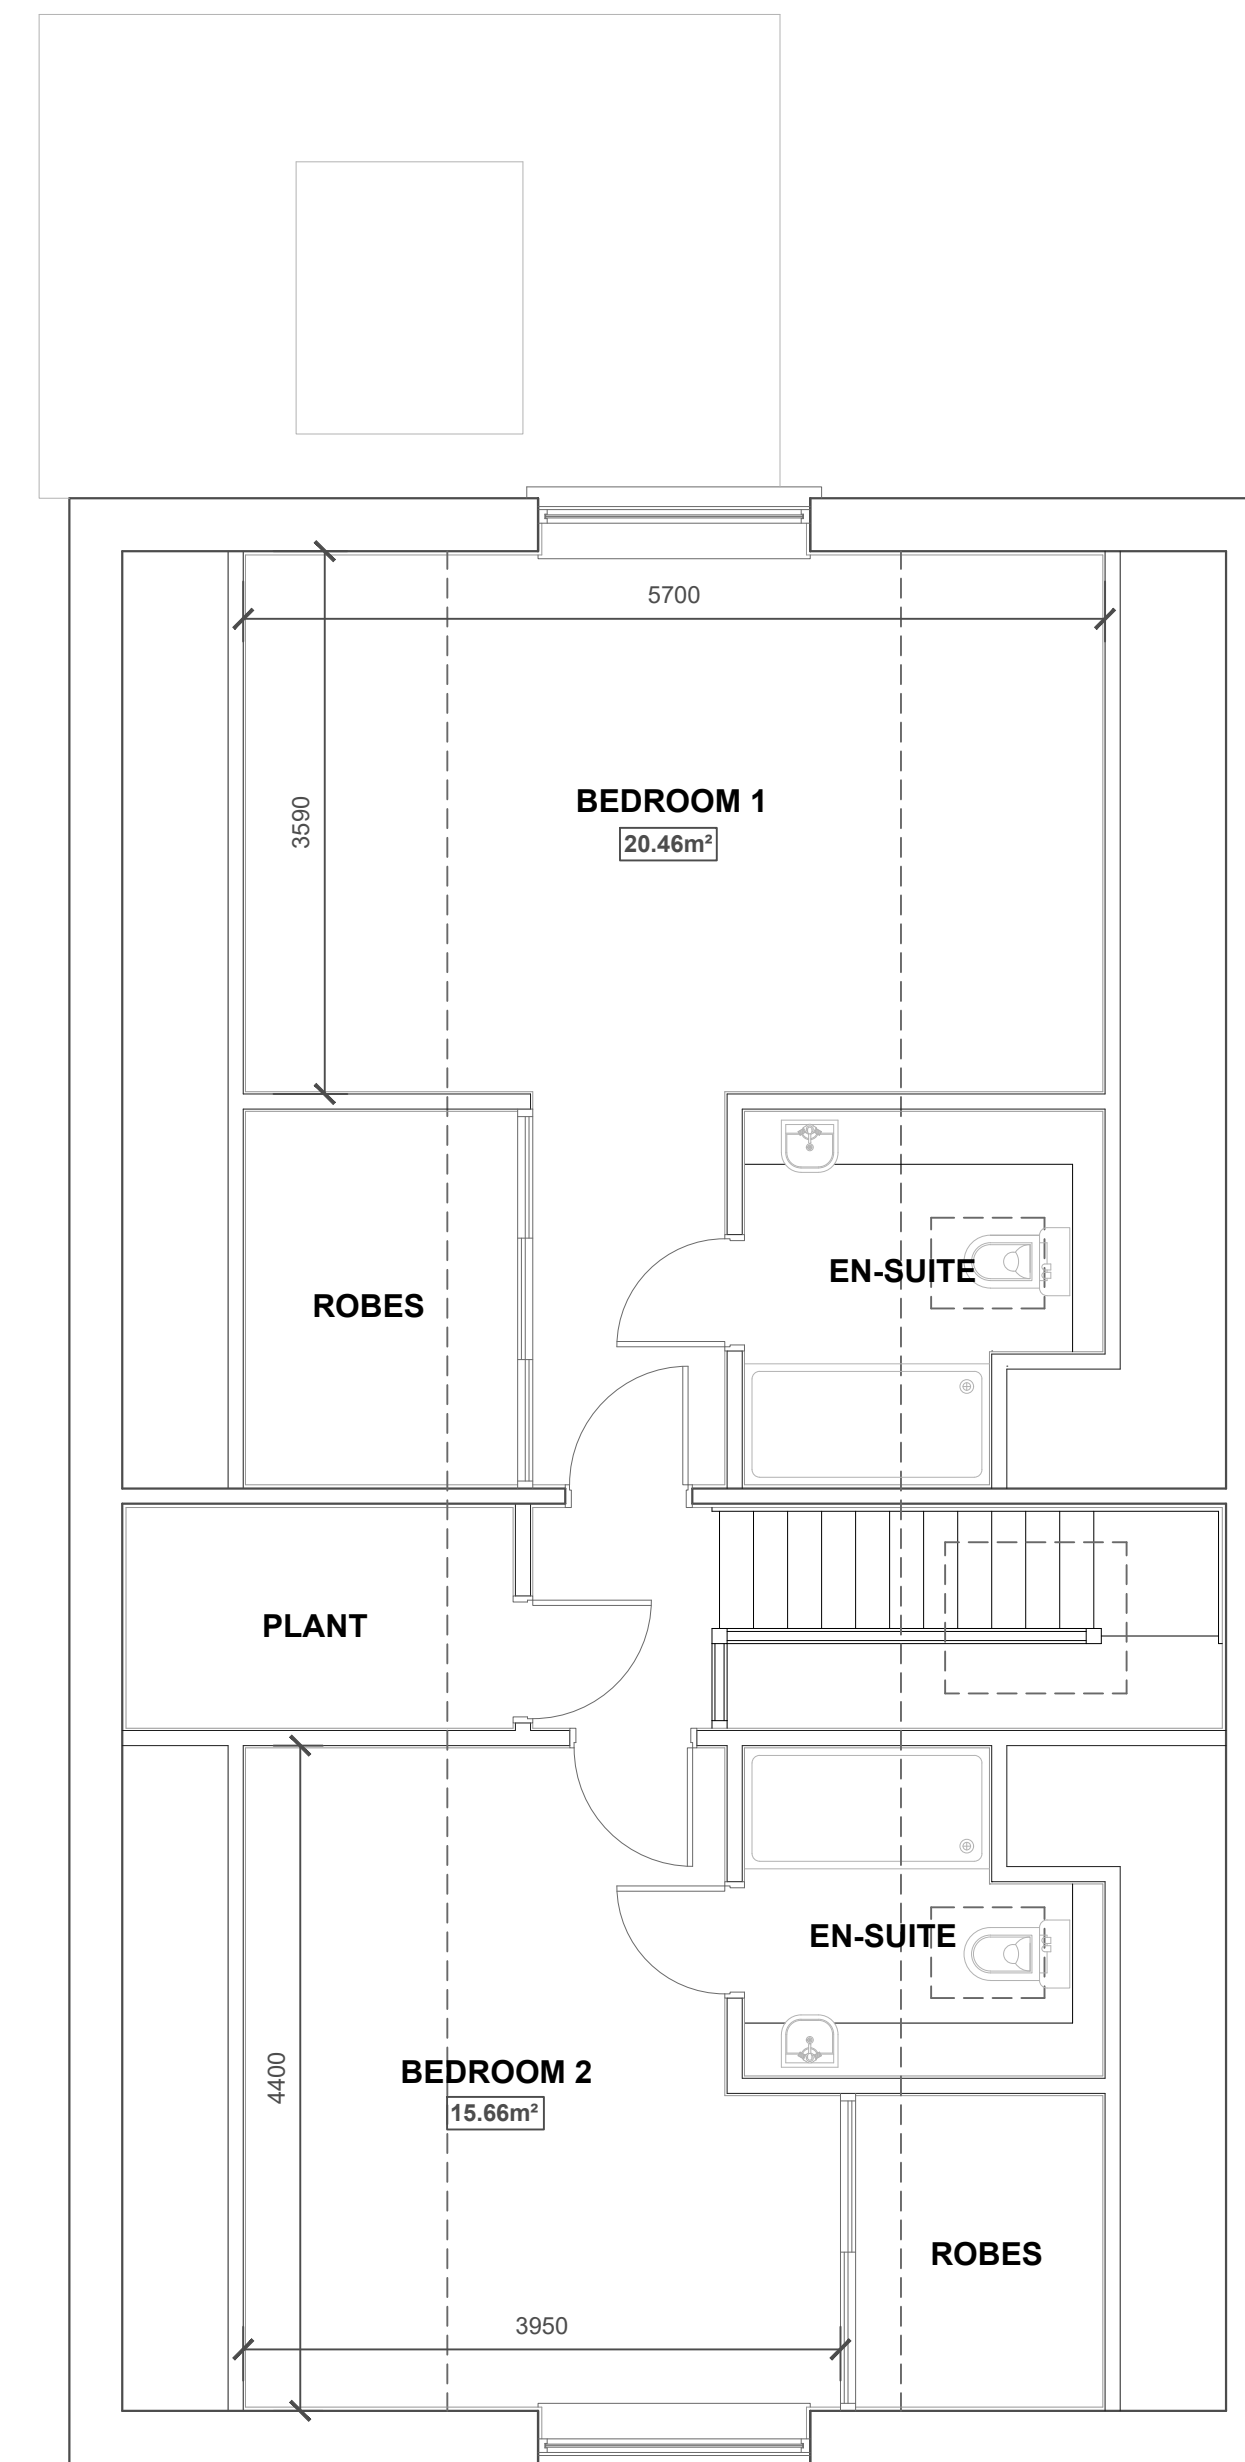 5700
3590
BEDROOM 1
20.46m²
EN-SUITE
ROBES
PLANT
EN-SUITE
4400
BEDROOM 2
15.66m²
ROBES
3950